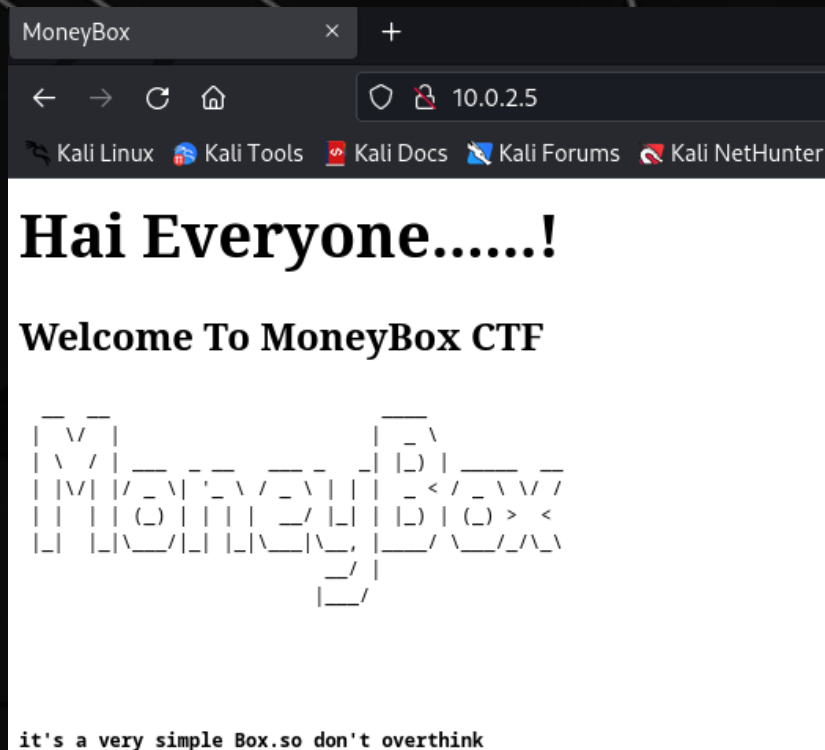 MoneyBox
10.0.2.5
Kali Linux Kali Tools Kali Docs Kali Forums Kali NetHunter
Hai Everyone......!
Welcome To MoneyBox CTF
MoneyBox
it's a very simple Box.so don't overthink